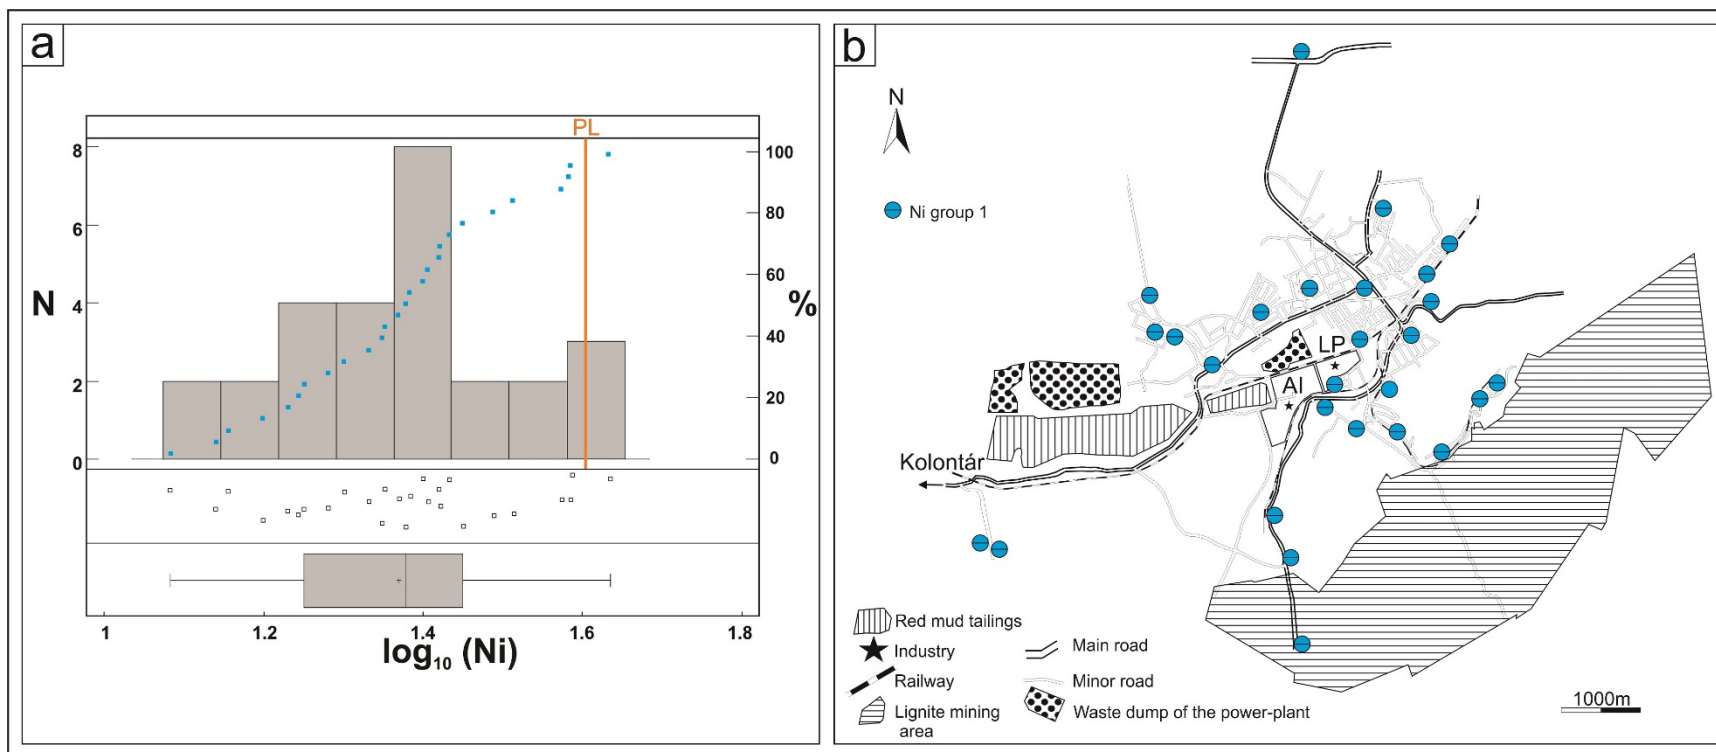 a
PL
8
6
4
2
0
N
100
80
60
40
20
0
%
1
1.2
1.4
1.6
1.8
log₁₀ (Ni)
b
N
Ni group 1
LP
AI
Kolontár
Red mud tailings
Industry
Railway
Lignite mining
area
Main road
Minor road
Waste dump of the power-plant
1000m